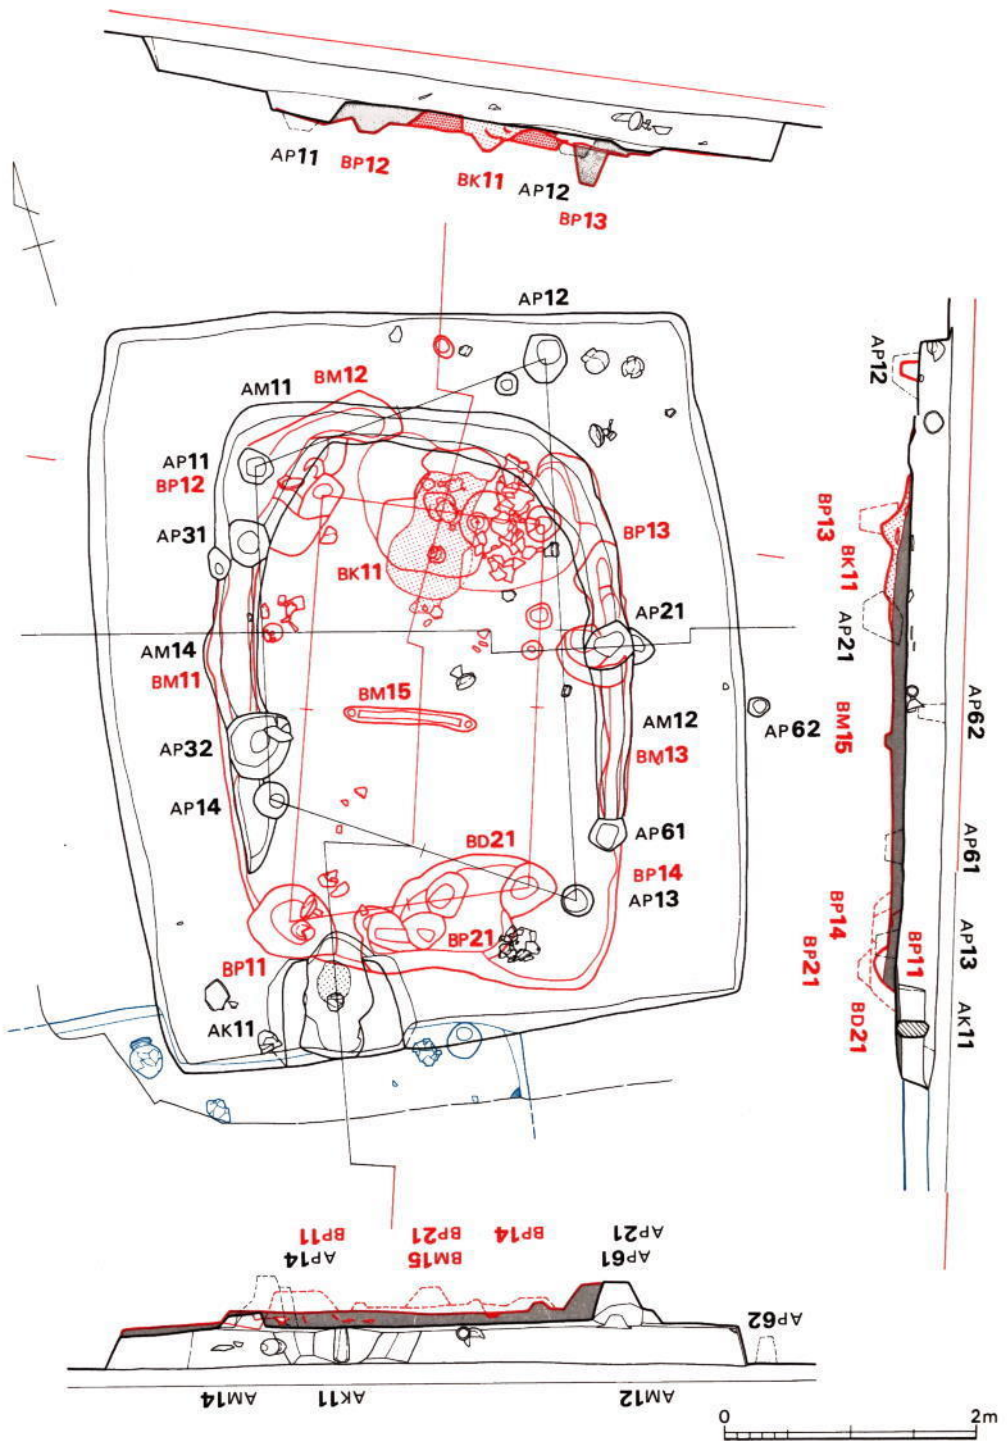 AP11
BP12
BK11
AP12
BP13
AP12
AM11
BM12
AP11
BP12
AP31
BK11
BP13
AP21
AM14
BM11
BM15
AP32
AM12
BM13
AP62
AP14
AP61
BD21
BP14
AP13
BP21
BP11
AK11
AP12
BP13
BK11
AP21
BM15
AP62
AP61
BP14
BP21
BP11
AP13
BD21
AK11
BP11
AP14
BP21
BM15
BP14
AP21
AP61
AP62
AM14
AK11
AM12
0
2m